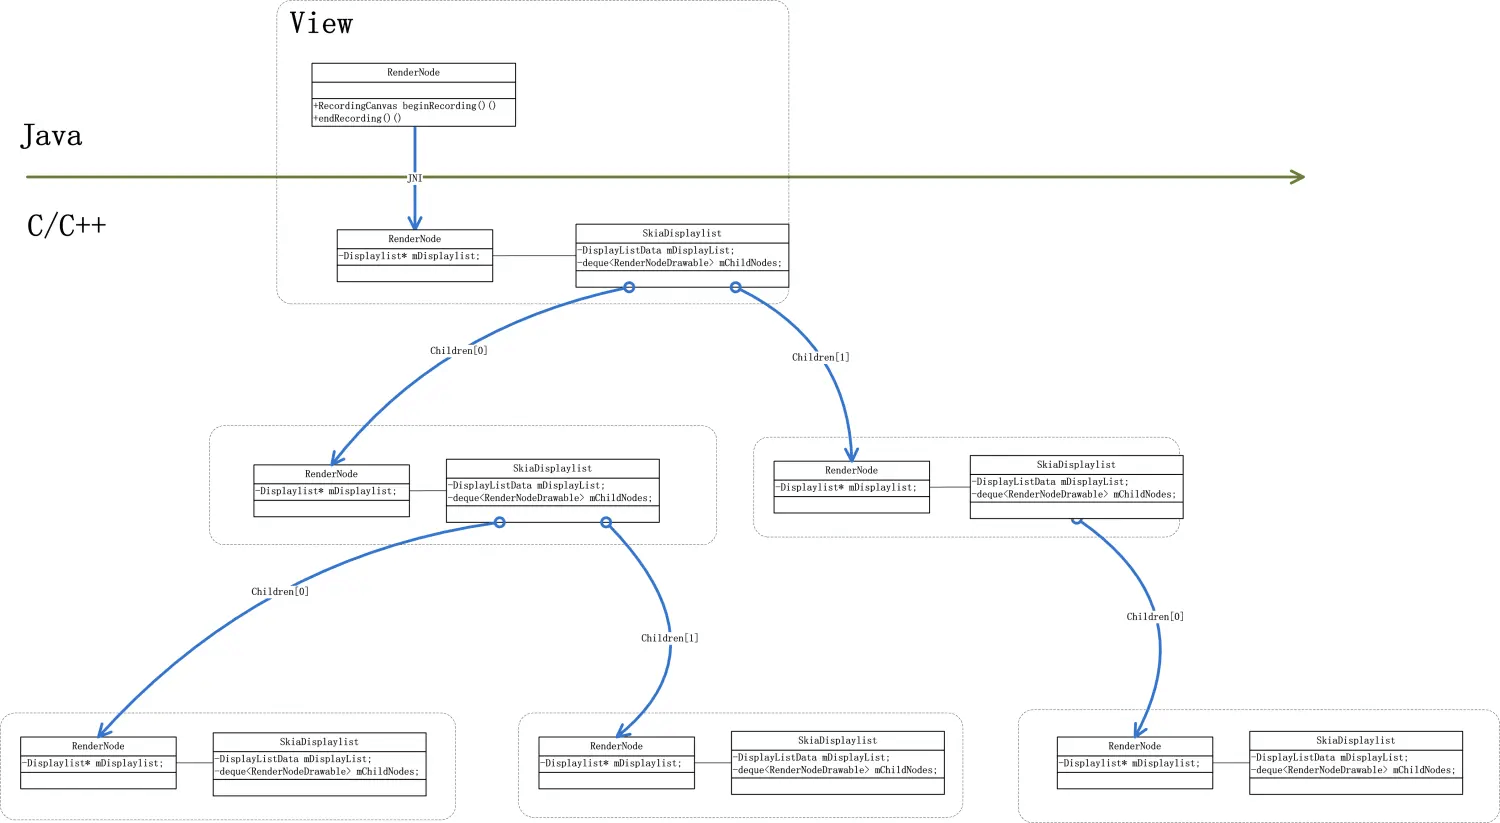 View
RenderNode
+RecordingCanvas beginRecording()()
+endRecording()()
Java
JNI
C/C++
RenderNode
-Displaylist* mDisplaylist;
SkiaDisplaylist
-DisplayListData mDisplayList;
-deque<RenderNodeDrawable> mChildNodes;
Children[0]
Children[1]
RenderNode
-Displaylist* mDisplaylist;
SkiaDisplaylist
-DisplayListData mDisplayList;
-deque<RenderNodeDrawable> mChildNodes;
RenderNode
-Displaylist* mDisplaylist;
SkiaDisplaylist
-DisplayListData mDisplayList;
-deque<RenderNodeDrawable> mChildNodes;
Children[0]
Children[1]
Children[0]
RenderNode
-Displaylist* mDisplaylist;
SkiaDisplaylist
-DisplayListData mDisplayList;
-deque<RenderNodeDrawable> mChildNodes;
RenderNode
-Displaylist* mDisplaylist;
SkiaDisplaylist
-DisplayListData mDisplayList;
-deque<RenderNodeDrawable> mChildNodes;
RenderNode
-Displaylist* mDisplaylist;
SkiaDisplaylist
-DisplayListData mDisplayList;
-deque<RenderNodeDrawable> mChildNodes;